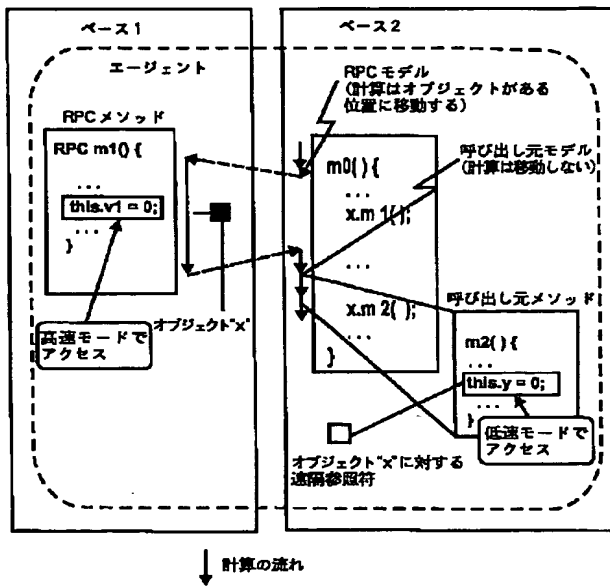 ベース1
ベース2
エージェント
RPCモデル
(計算はオブジェクトがある
位置に移動する)
RPCメソッド
RPC m1() {
...
this.v1 = 0;
...
}
高速モードで
アクセス
オブジェクト"x"
m0( ) {
...
x.m 1( );
...
x.m 2( );
...
}
呼び出し元モデル
(計算は移動しない)
呼び出し元メソッド
m2( ) {
...
this.y = 0;
...
}
低速モードで
アクセス
オブジェクト"x"に対する
遠隔参照符
計算の流れ